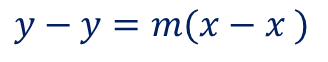 y − y = m(x − x )